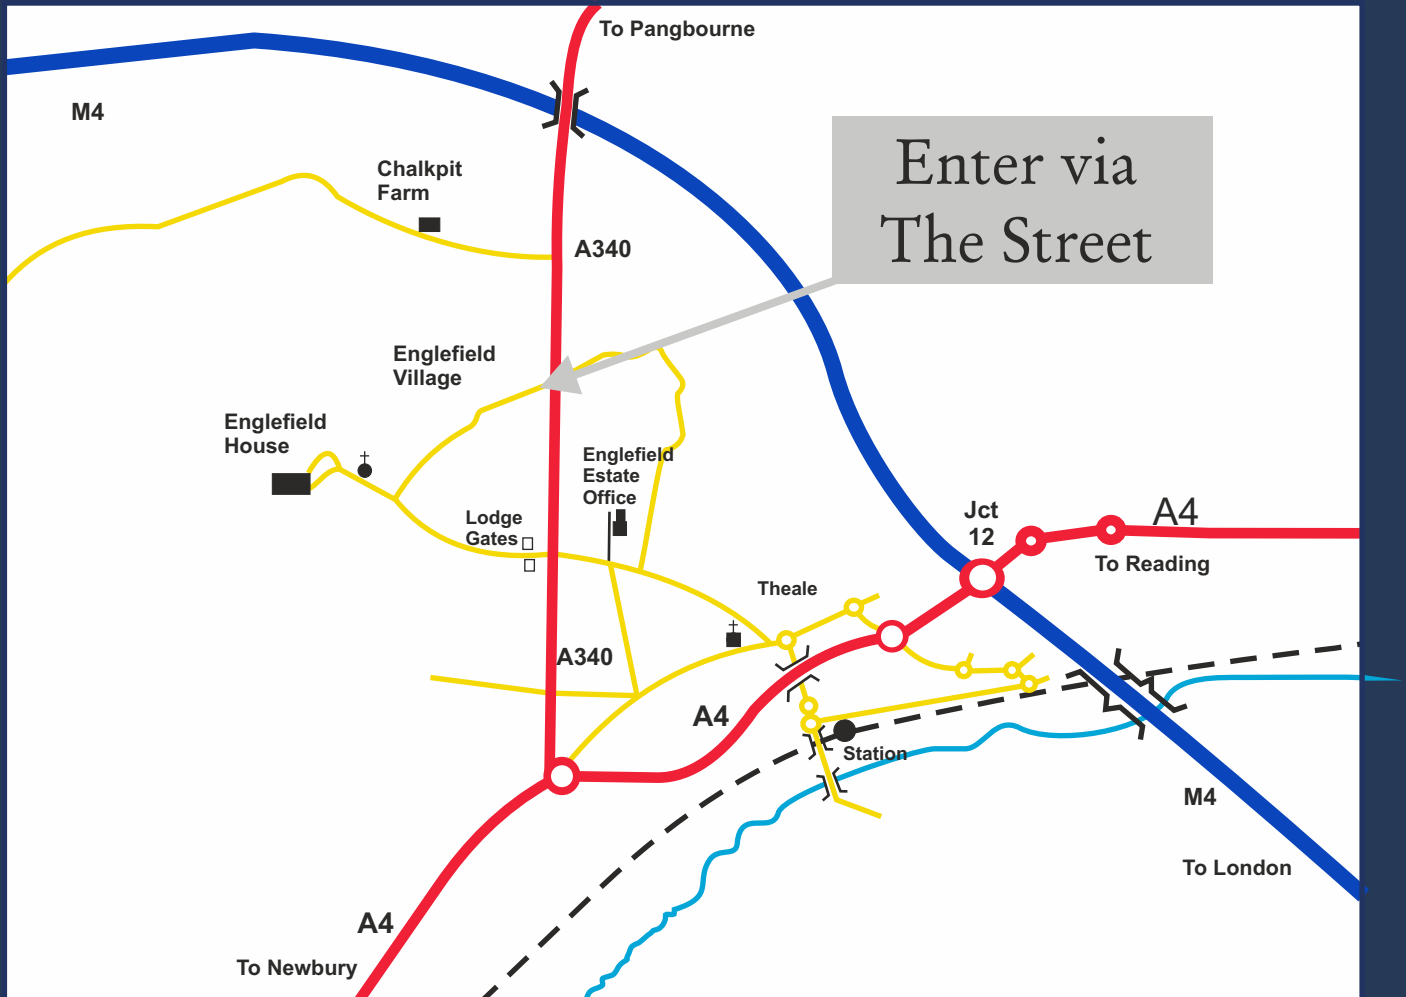 To Pangbourne
M4
Enter via
The Street
Chalkpit
Farm
A340
Englefield
Village
Englefield
House
Englefield
Estate
Office
Lodge
Gates
Jct
12
A4
To Reading
Theale
A340
A4
Station
M4
To London
A4
To Newbury